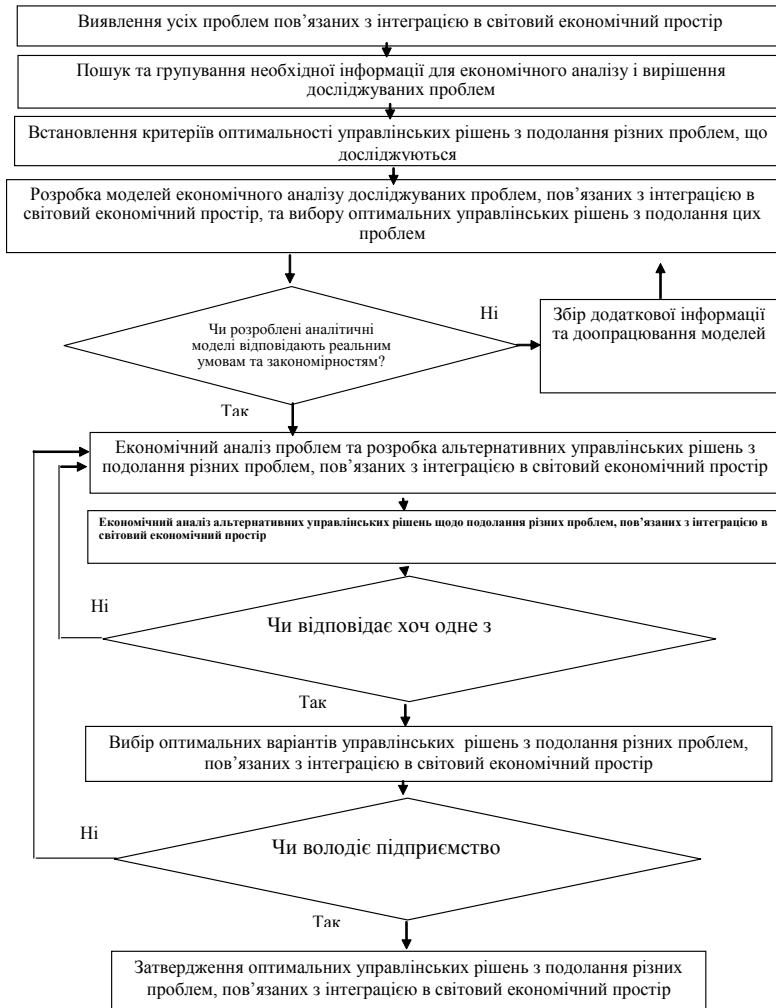 Виявлення усіх проблем пов’язаних з інтеграцією в світовий економічний простір
Пошук та групування необхідної інформації для економічного аналізу і вирішення
досліджуваних проблем
Встановлення критеріїв оптимальності управлінських рішень з подолання різних проблем, що
досліджуються
Розробка моделей економічного аналізу досліджуваних проблем, пов’язаних з інтеграцією в
світовий економічний простір, та вибору оптимальних управлінських рішень з подолання цих
проблем
Чи розроблені аналітичні
моделі відповідають реальним
умовам та закономірностям?
Ні
Збір додаткової інформації
та доопрацювання моделей
Так
Економічний аналіз проблем та розробка альтернативних управлінських рішень з
подолання різних проблем, пов’язаних з інтеграцією в світовий економічний простір
Економічний аналіз альтернативних управлінських рішень щодо подолання різних проблем, пов’язаних з інтеграцією в
світовий економічний простір
Ні
Чи відповідає хоч одне з
Так
Вибір оптимальних варіантів управлінських рішень з подолання різних проблем,
пов’язаних з інтеграцією в світовий економічний простір
Ні
Чи володіє підприємство
Так
Затвердження оптимальних управлінських рішень з подолання різних
проблем, пов’язаних з інтеграцією в світовий економічний простір